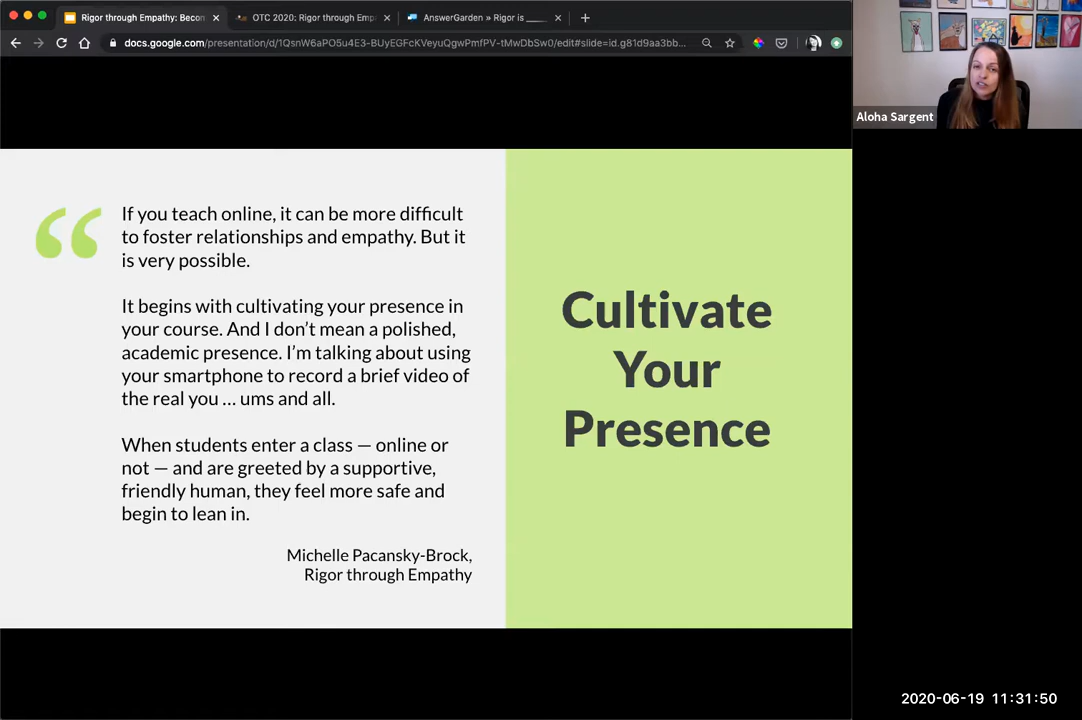 Rigor through Empathy: Becon
OTC 2020: Rigor through Empa
AnswerGarden » Rigor is ____
docs.google.com/presentation/d/1QsnW6aPO5u4E3-BUyEGFcKVeyuQgwPmfPV-tMwDbSw0/edit#slide=id.g81d9aa3bb...
Aloha Sargent
If you teach online, it can be more difficult
to foster relationships and empathy. But it
is very possible.
It begins with cultivating your presence in
your course. And I don't mean a polished,
academic presence. I'm talking about using
your smartphone to record a brief video of
the real you ... ums and all.
When students enter a class — online or
not — and are greeted by a supportive,
friendly human, they feel more safe and
begin to lean in.
Michelle Pacansky-Brock,
Rigor through Empathy
Cultivate
Your
Presence
2020-06-19 11:31:50